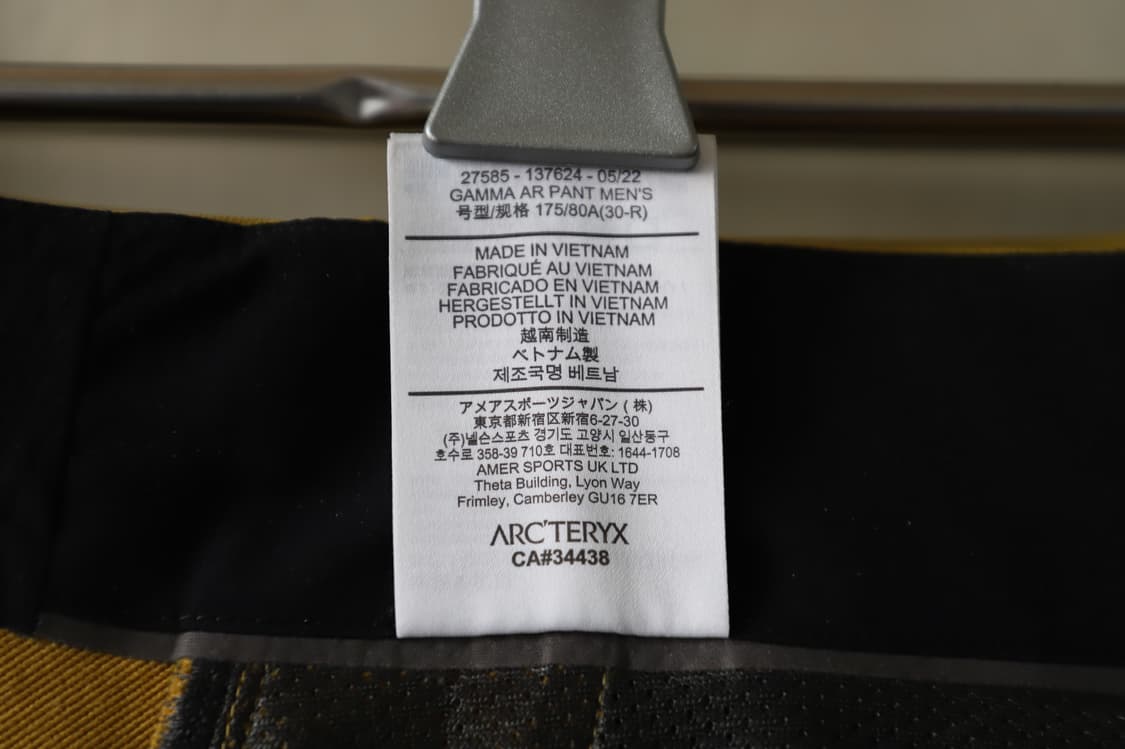 27585 - 137624 - 05/22
GAMMA AR PANT MEN'S
号型/规格 175/80A(30-R)
MADE IN VIETNAM
FABRIQUÉ AU VIETNAM
FABRICADO EN VIETNAM
HERGESTELLT IN VIETNAM
PRODOTTO IN VIETNAM
越南制造
ベトナム製
제조국명 베트남
アメアスポーツジャパン (株)
東京都新宿区新宿6-27-30
(주)넬슨스포츠 경기도 고양시 일산동구
호수로 358-39 710호 대표번호: 1644-1708
AMER SPORTS UK LTD
Theta Building, Lyon Way
Frimley, Camberley GU16 7ER
ARC'TERYX
CA#34438